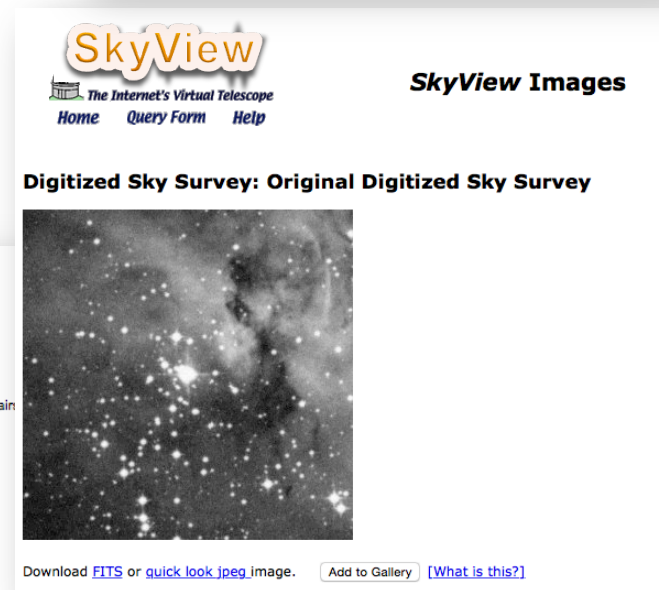 SkyView
The Internet's Virtual Telescope
Home Query Form Help
SkyView Images
Digitized Sky Survey: Original Digitized Sky Survey
Download FITS or quick look jpeg image. Add to Gallery [What is this?]